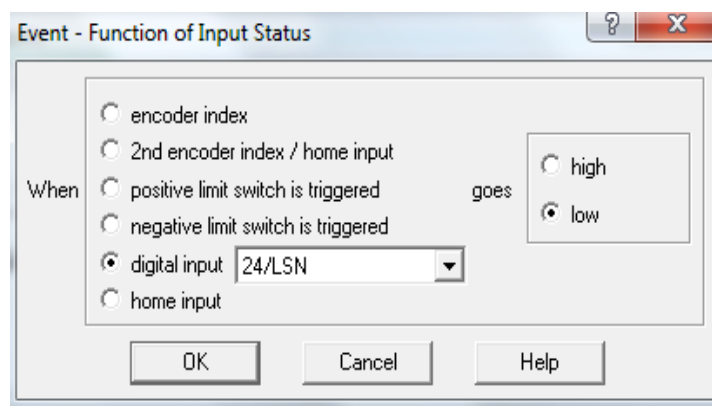 Event - Function of Input Status
encoder index
2nd encoder index / home input
When positive limit switch is triggered goes
negative limit switch is triggered
digital input 24/LSN
home input
high
low
OK Cancel Help